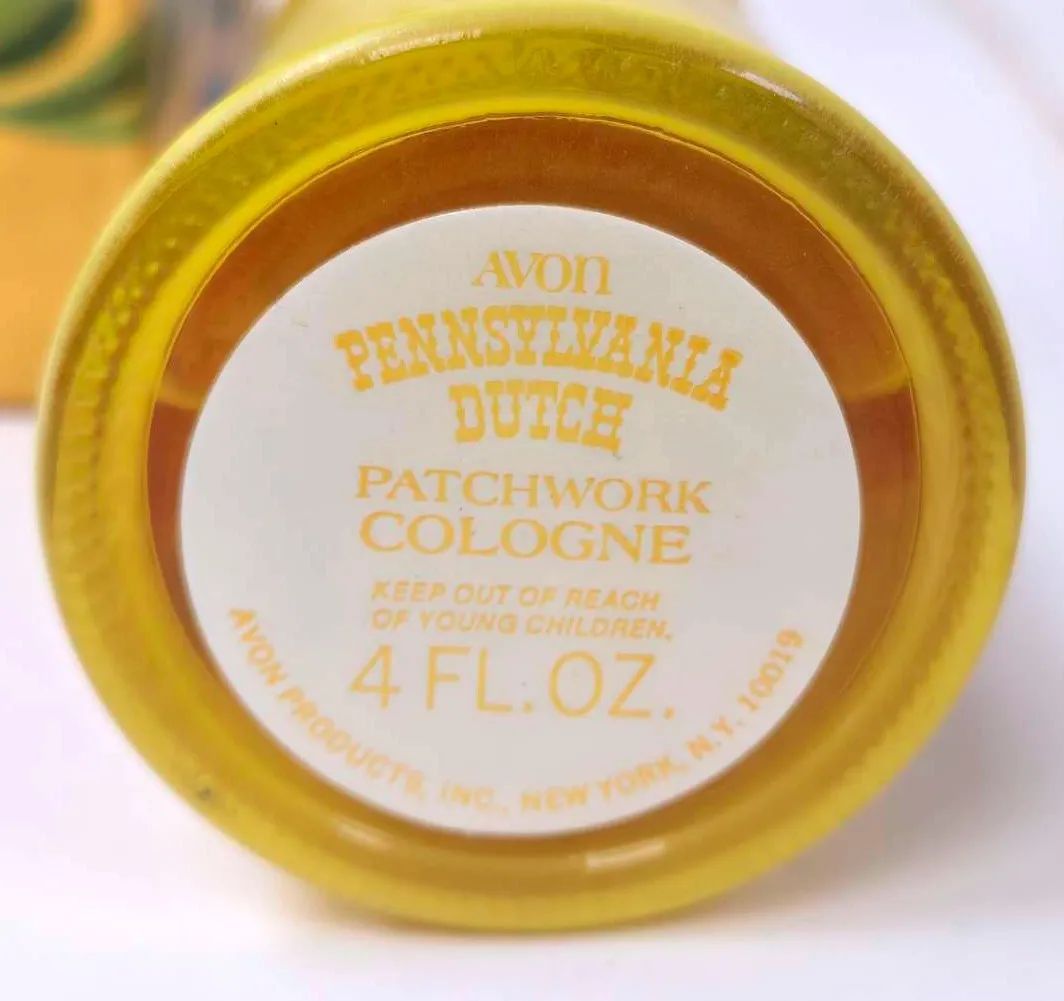 AVON
PENNSYLVANIA
DUTCH
PATCHWORK
COLOGNE
KEEP OUT OF REACH
OF YOUNG CHILDREN.
4 FL. OZ.
AVON PRODUCTS, INC., NEW YORK, N.Y. 10019